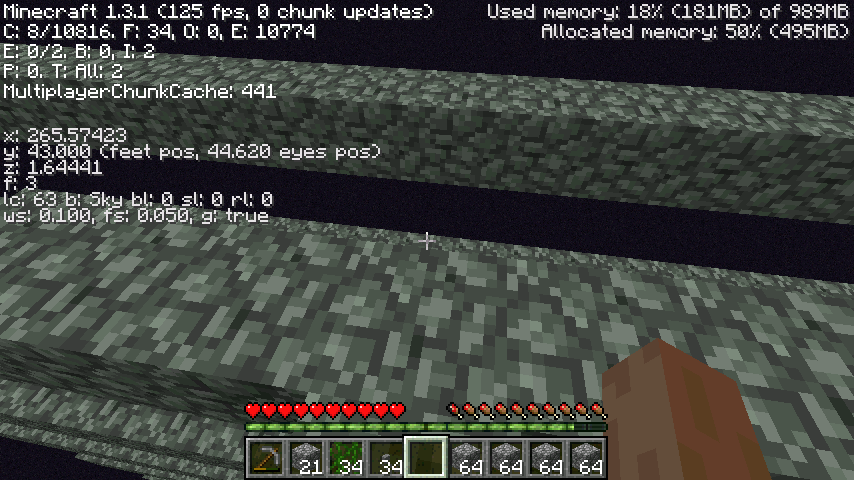 Minecraft 1.3.1 (125 fps, 0 chunk updates)
Used memory: 18% (181MB) of 989MB
C: 8/10816. F: 34, O: 0, E: 10774
Allocated memory: 50% (495MB)
E: 0/2. B: 0, I: 2
P: 0. T: All: 2
MultiplayerChunkCache: 441
x: 265.57423
y: 43.000 (feet pos, 44.620 eyes pos)
z: 1.64441
f: 3
lc: 63 b: Sky bl: 0 sl: 0 rl: 0
ws: 0.100, fs: 0.050, g: true
21 34 34 64 64 64 64